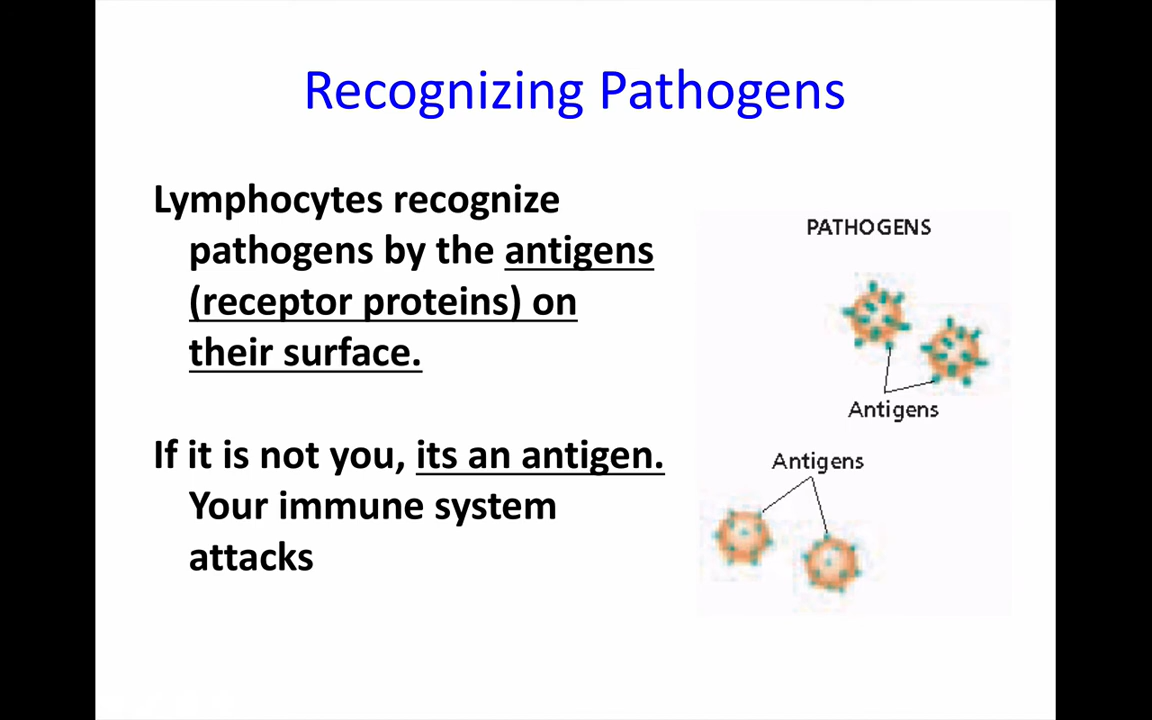 Recognizing Pathogens
Lymphocytes recognize
pathogens by the antigens
(receptor proteins) on
their surface.
If it is not you, its an antigen.
Your immune system
attacks
PATHOGENS
Antigens
Antigens